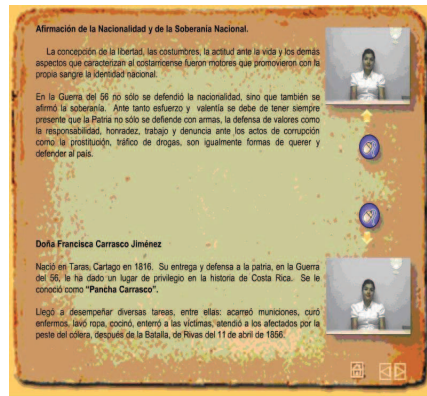 Afirmación de la Nacionalidad y de la Soberanía Nacional.
La concepción de la libertad, las costumbres, la actitud ante la vida y los demás
aspectos que caracterizan al costarricense fueron motores que promovieron con la
propia sangre la identidad nacional.
En la Guerra del 56 no sólo se defendió la nacionalidad, sino que también se
afirmó la soberanía. Ante tanto esfuerzo y valentía se debe de tener siempre
presente que la Patria no sólo se defiende con armas, la defensa de valores como
la responsabilidad, honradez, trabajo y denuncia ante los actos de corrupción
como la prostitución, tráfico de drogas, son igualmente formas de querer y
defender al país.
Doña Francisca Carrasco Jiménez
Nació en Taras, Cartago en 1816. Su entrega y defensa a la patria, en la Guerra
del 56, le ha dado un lugar de privilegio en la historia de Costa Rica. Se le
conoció como "Pancha Carrasco".
Llegó a desempeñar diversas tareas, entre ellas: acarreó municiones, curó
enfermos, lavó ropa, cocinó, enterró a las víctimas, atendió a los afectados por la
peste del cólera, después de la Batalla, de Rivas del 11 de abril de 1856.